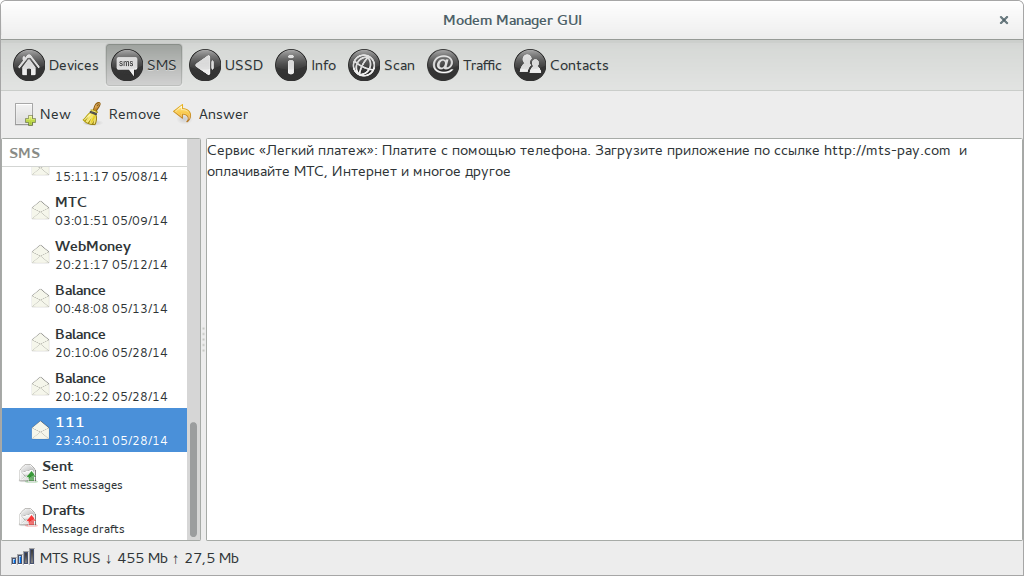 Modem Manager GUI
Devices
SMS
USSD
Info
Scan
Traffic
Contacts
New
Remove
Answer
SMS
15:11:17 05/08/14
МТС
03:01:51 05/09/14
WebMoney
20:21:17 05/12/14
Balance
00:48:08 05/13/14
Balance
20:10:06 05/28/14
Balance
20:10:22 05/28/14
111
23:40:11 05/28/14
Sent
Sent messages
Drafts
Message drafts
Сервис «Легкий платеж»: Платите с помощью телефона. Загрузите приложение по ссылке http://mts-pay.com  и
оплачивайте МТС, Интернет и многое другое
MTS RUS ↓ 455 Mb ↑ 27,5 Mb